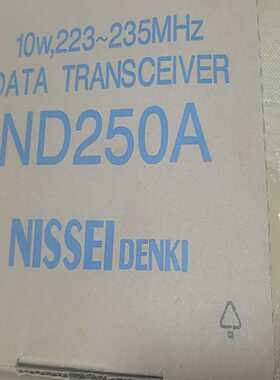 10w,223~235MHz
DATA TRANSCEIVER
ND250A
NISSEI DENKI